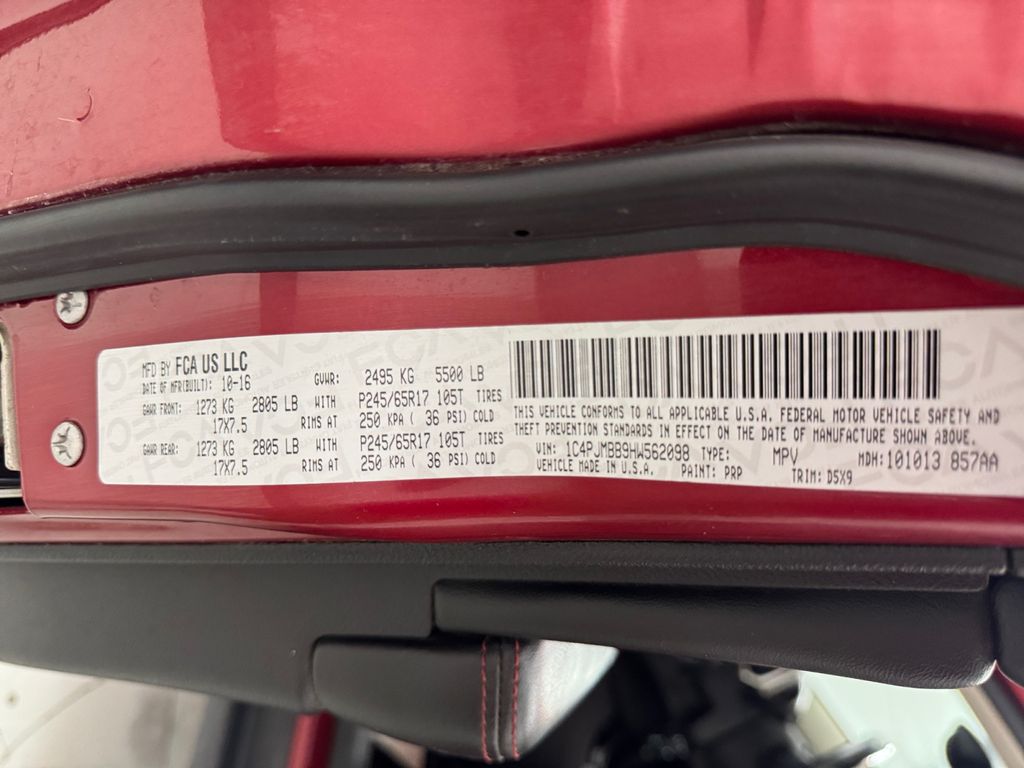 MFD BY FCA US LLC
DATE OF MFR(BUILT): 10-16 GVWR: 2495 KG 5500 LB
GAWR FRONT: 1273 KG 2805 LB WITH P245/65R17 105T TIRES
17X7.5 RIMS AT 250 KPA ( 36 PSI) COLD
GAWR REAR: 1273 KG 2805 LB WITH P245/65R17 105T TIRES
17X7.5 RIMS AT 250 KPA ( 36 PSI) COLD
THIS VEHICLE CONFORMS TO ALL APPLICABLE U.S.A. FEDERAL MOTOR VEHICLE SAFETY AND
THEFT PREVENTION STANDARDS IN EFFECT ON THE DATE OF MANUFACTURE SHOWN ABOVE.
VIN: 1C4PJMBB9HW562098 TYPE: MPV MDH:101013 857AA
VEHICLE MADE IN U.S.A. PAINT: PRP TRIM: D5X9